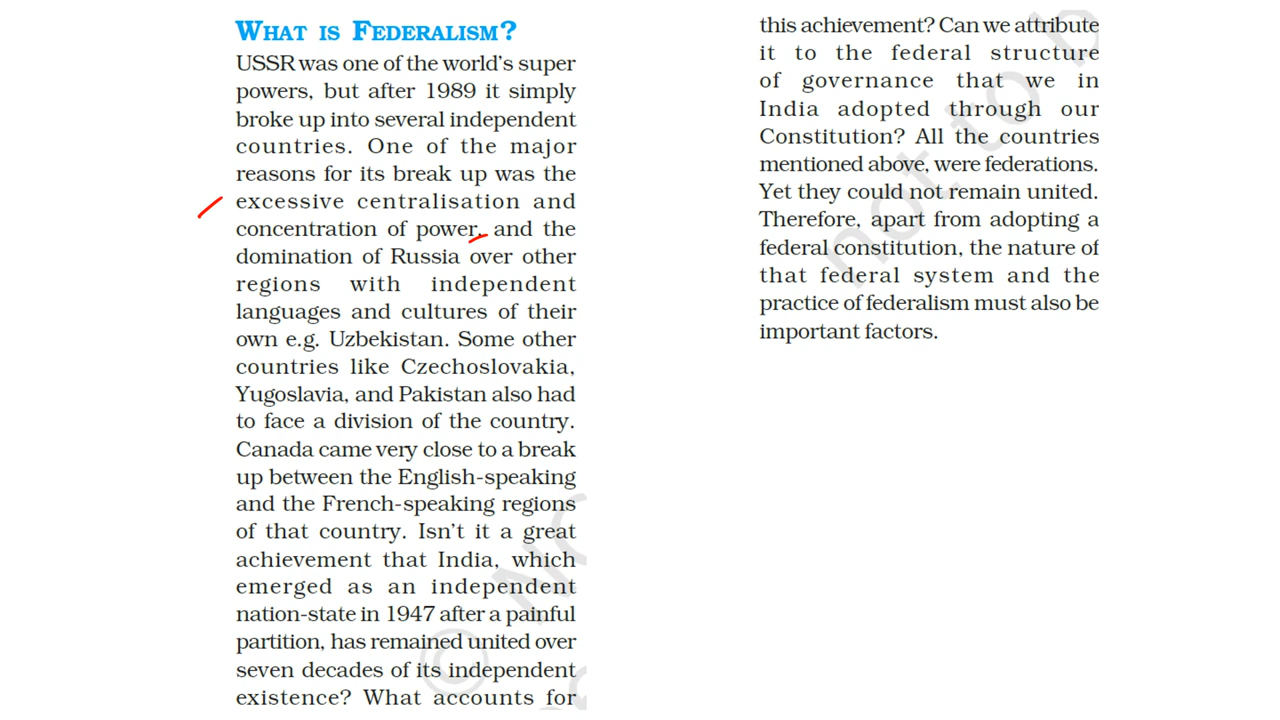 WHAT IS FEDERALISM?
USSR was one of the world's super
powers, but after 1989 it simply
broke up into several independent
countries. One of the major
reasons for its break up was the
excessive centralisation and
concentration of power, and the
domination of Russia over other
regions with independent
languages and cultures of their
own e.g. Uzbekistan. Some other
countries like Czechoslovakia,
Yugoslavia, and Pakistan also had
to face a division of the country.
Canada came very close to a break
up between the English-speaking
and the French-speaking regions
of that country. Isn't it a great
achievement that India, which
emerged as an independent
nation-state in 1947 after a painful
partition, has remained united over
seven decades of its independent
existence? What accounts for
this achievement? Can we attribute
it to the federal structure
of governance that we in
India adopted through our
Constitution? All the countries
mentioned above, were federations.
Yet they could not remain united.
Therefore, apart from adopting a
federal constitution, the nature of
that federal system and the
practice of federalism must also be
important factors.
not to b